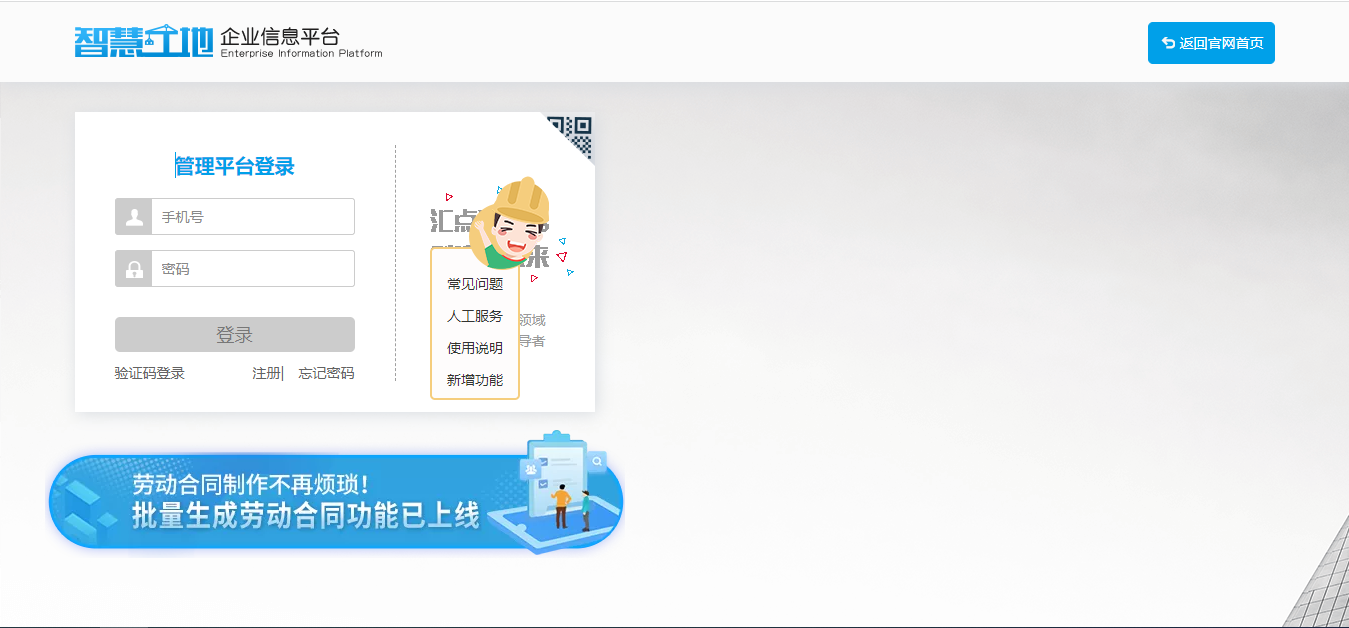 智慧工地 企业信息平台
Enterprise Information Platform
返回官网首页
管理平台登录
手机号
密码
登录
验证码登录 注册| 忘记密码
汇点
来
领域
导者
常见问题
人工服务
使用说明
新增功能
劳动合同制作不再烦琐!
批量生成劳动合同功能已上线